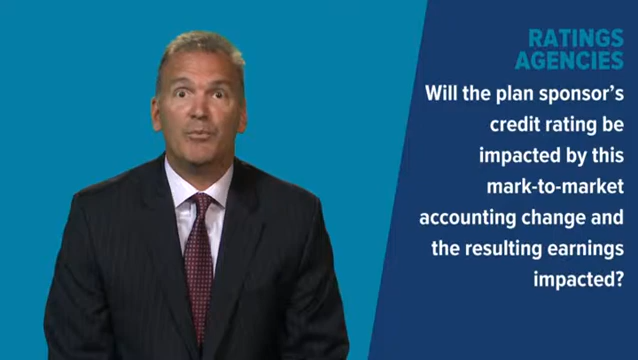 RATINGS
AGENCIES
Will the plan sponsor's
credit rating be
impacted by this
mark-to-market
accounting change and
the resulting earnings
impacted?